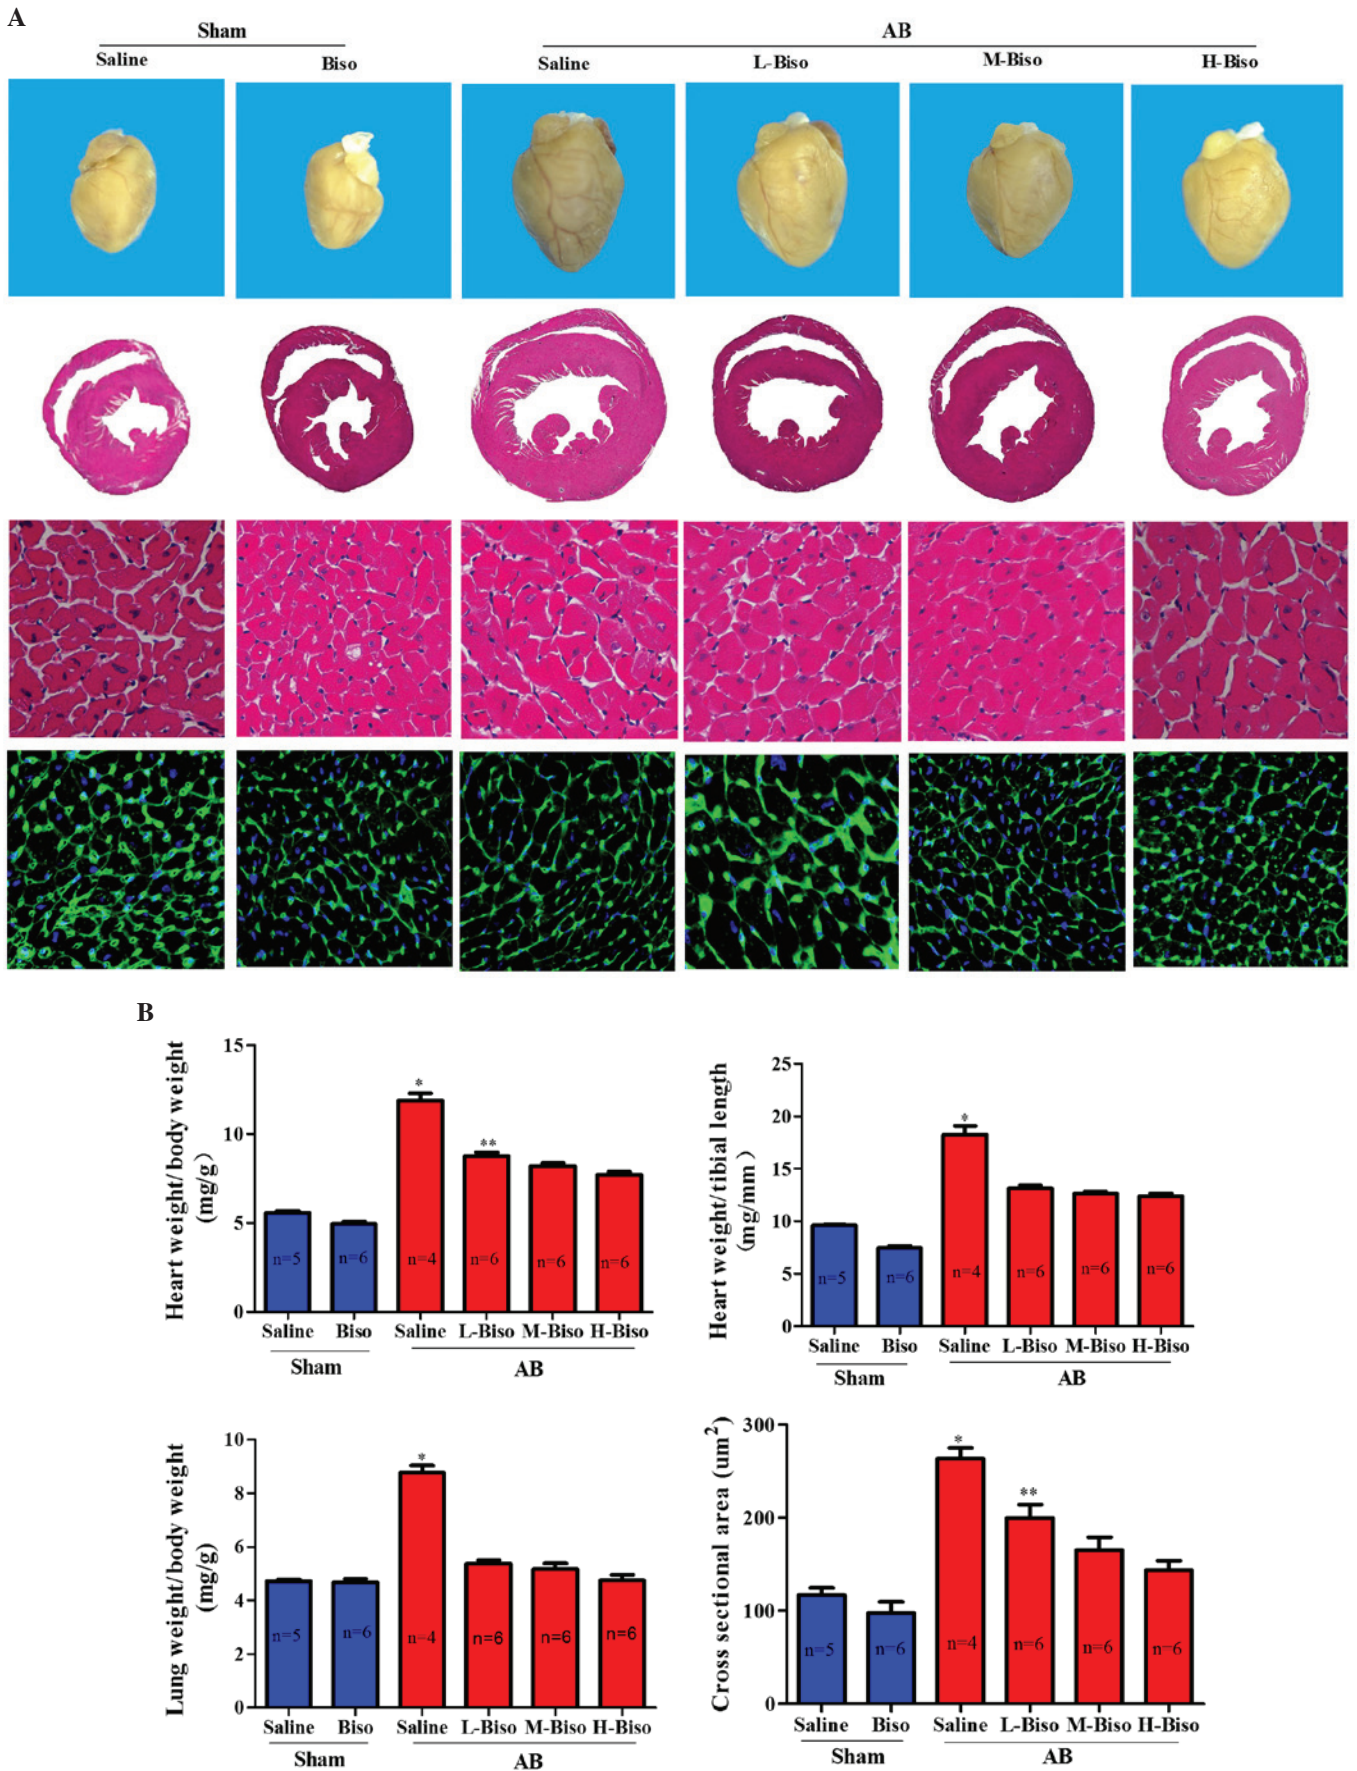 A
Sham
AB
Saline
Biso
Saline
L-Biso
M-Biso
H-Biso
B
Heart weight/body weight
(mg/g)
15
10
5
0
*
**
n=5
n=6
n=4
n=6
n=6
n=6
Saline
Biso
Saline
L-Biso
M-Biso
H-Biso
Sham
AB
Heart weight/tibial length
(mg/mm)
25
20
15
10
5
0
*
n=5
n=6
n=4
n=6
n=6
n=6
Saline
Biso
Saline
L-Biso
M-Biso
H-Biso
Sham
AB
Lung weight/body weight
(mg/g)
10
8
6
4
2
0
*
n=5
n=6
n=4
n=6
n=6
n=6
Saline
Biso
Saline
L-Biso
M-Biso
H-Biso
Sham
AB
Cross sectional area (um²)
300
200
100
0
*
**
n=5
n=6
n=4
n=6
n=6
n=6
Saline
Biso
Saline
L-Biso
M-Biso
H-Biso
Sham
AB